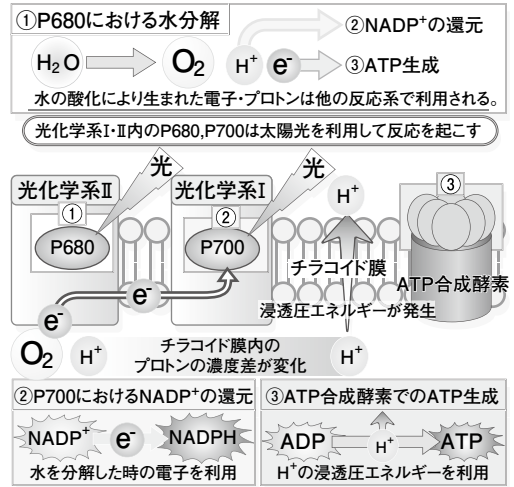 ①P680における水分解
H₂O
O₂
H⁺
e⁻
②NADP⁺の還元
③ATP生成
水の酸化により生まれた電子・プロトンは他の反応系で利用される。
光化学系I・II内のP680,P700は太陽光を利用して反応を起こす
光化学系II
光
①
P680
光化学系I
光
②
P700
H⁺
チラコイド膜
浸透圧エネルギーが発生
③
ATP合成酵素
e⁻
e⁻
O₂
H⁺
チラコイド膜内の
プロトンの濃度差が変化
H⁺
②P700におけるNADP⁺の還元
NADP⁺
e⁻
NADPH
水を分解した時の電子を利用
③ATP合成酵素でのATP生成
ADP
H⁺
ATP
H⁺の浸透圧エネルギーを利用